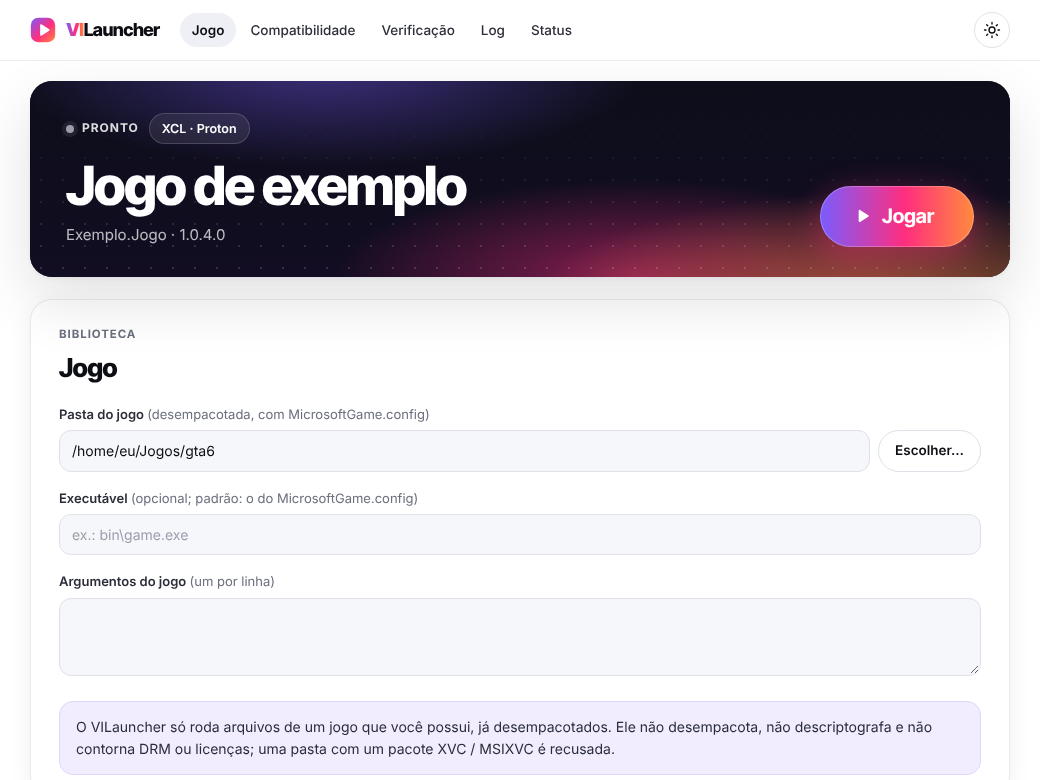 VILauncher
Jogo
Compatibilidade
Verificação
Log
Status
PRONTO
XCL · Proton
Jogo de exemplo
Exemplo.Jogo · 1.0.4.0
Jogar
BIBLIOTECA
Jogo
Pasta do jogo (desempacotada, com MicrosoftGame.config)
/home/eu/Jogos/gta6
Escolher...
Executável (opcional; padrão: o do MicrosoftGame.config)
ex.: bin\game.exe
Argumentos do jogo (um por linha)
O VILauncher só roda arquivos de um jogo que você possui, já desempacotados. Ele não desempacota, não descriptografa e não
contorna DRM ou licenças; uma pasta com um pacote XVC / MSIXVC é recusada.